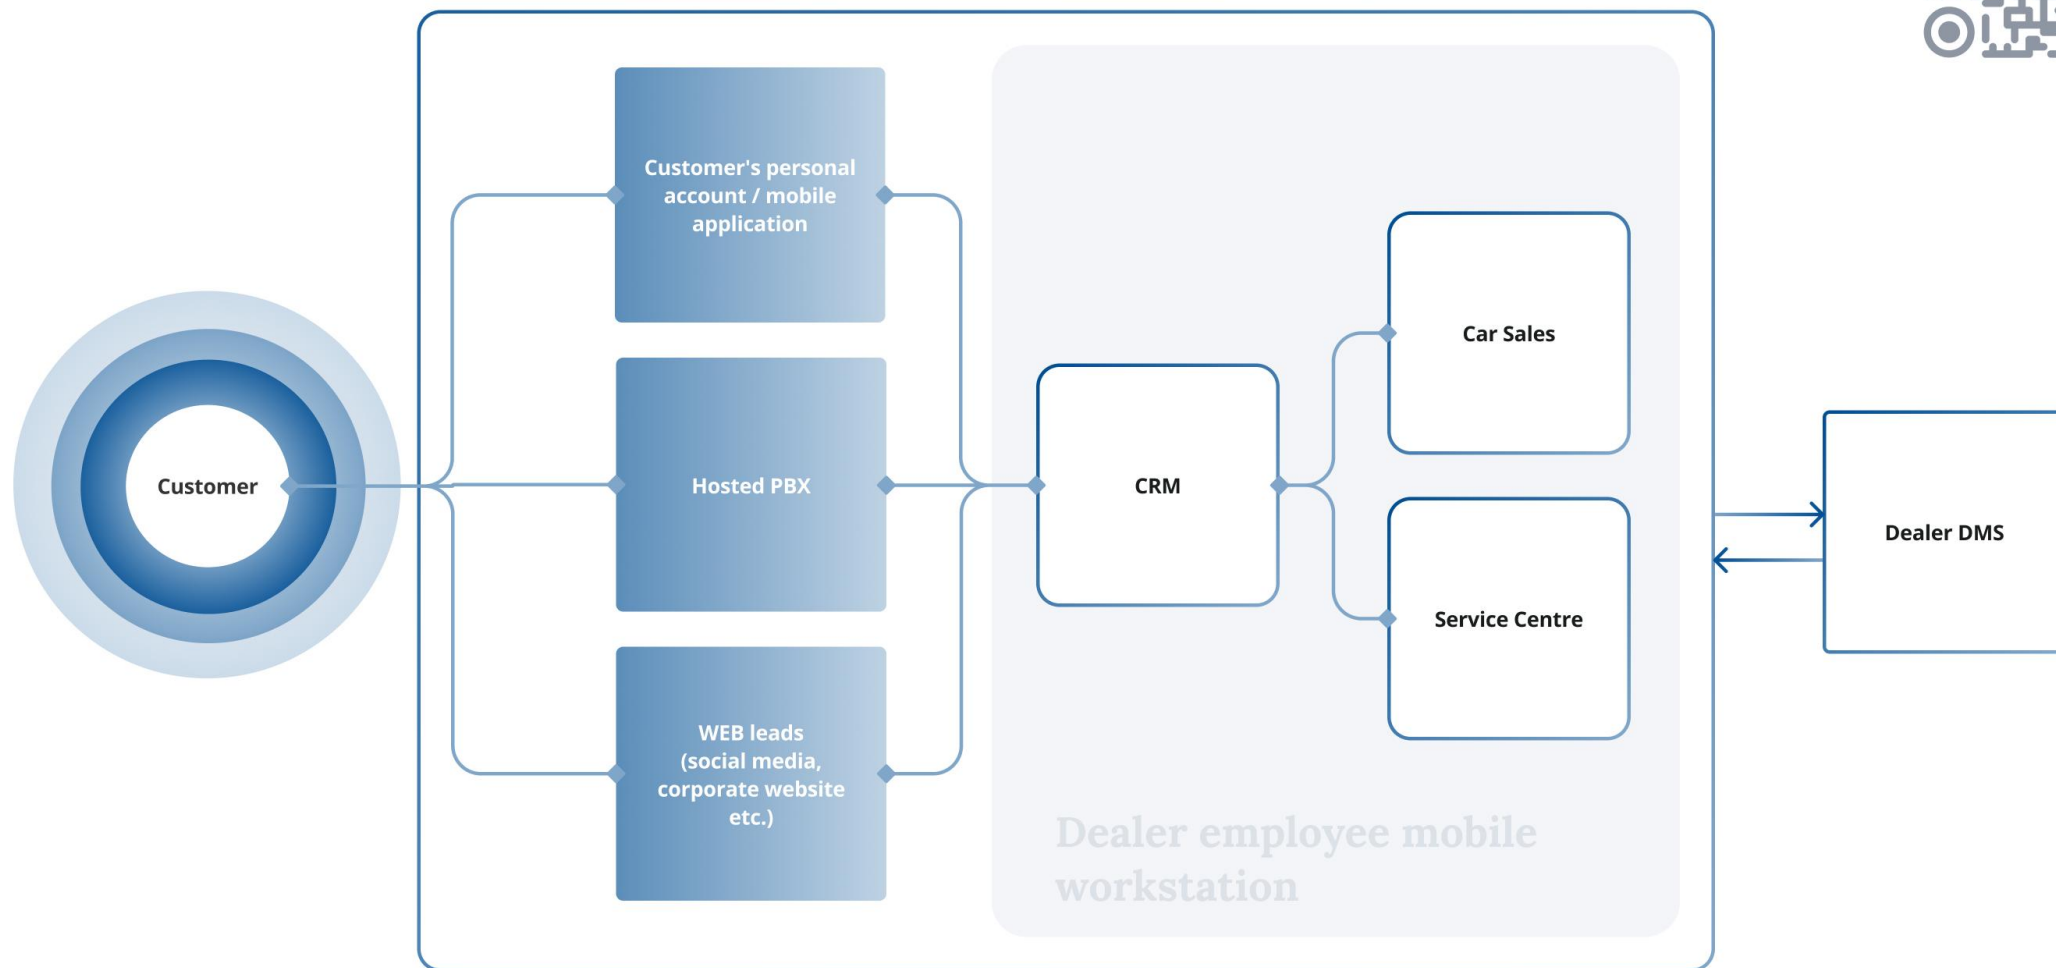 Customer's personal
account / mobile
application
Customer
Hosted PBX
WEB leads
(social media,
corporate website
etc.)
CRM
Car Sales
Service Centre
Dealer employee mobile
workstation
Dealer DMS